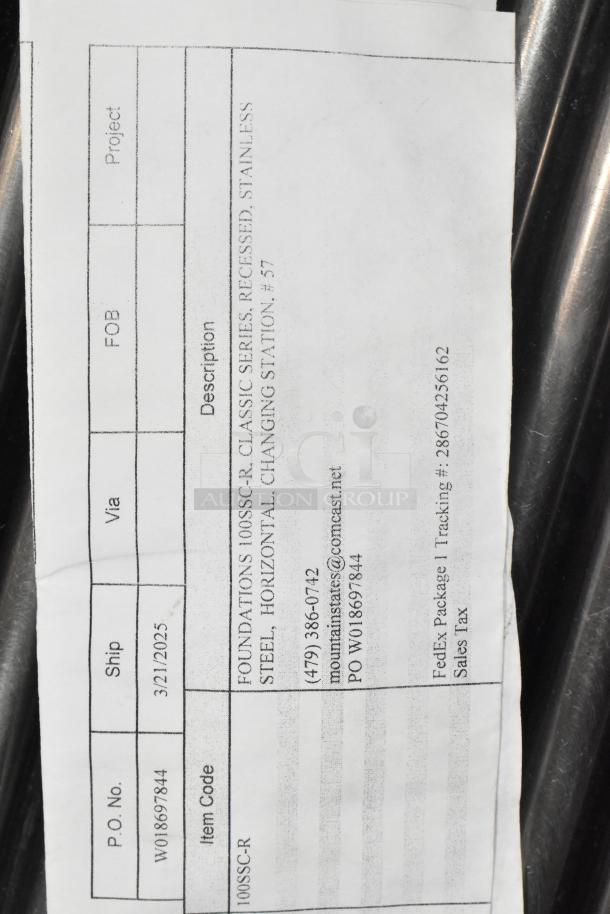 P.O. No. Ship Via FOB Project
W018697844 3/21/2025
Item Code Description
100SSC-R FOUNDATIONS 100SSC-R, CLASSIC SERIES, RECESSED, STAINLESS
STEEL, HORIZONTAL, CHANGING STATION, # 57
(479) 386-0742
mountainstates@comcast.net
PO W018697844
FedEx Package 1 Tracking #: 286704256162
Sales Tax
rci
AUCTION GROUP